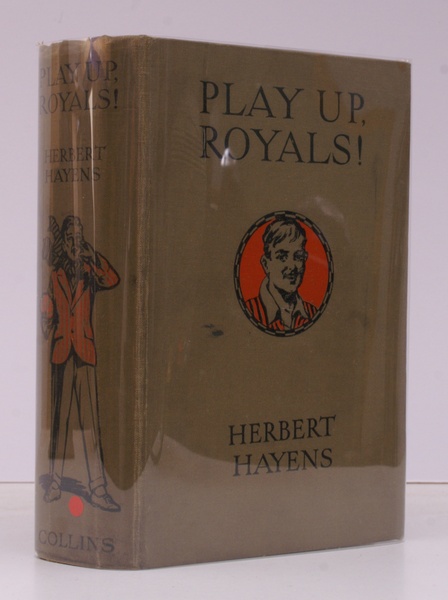 PLAY UP,
ROYALS!
HERBERT
HAYENS
COLLINS
PLAY UP,
ROYALS!
HERBERT
HAYENS